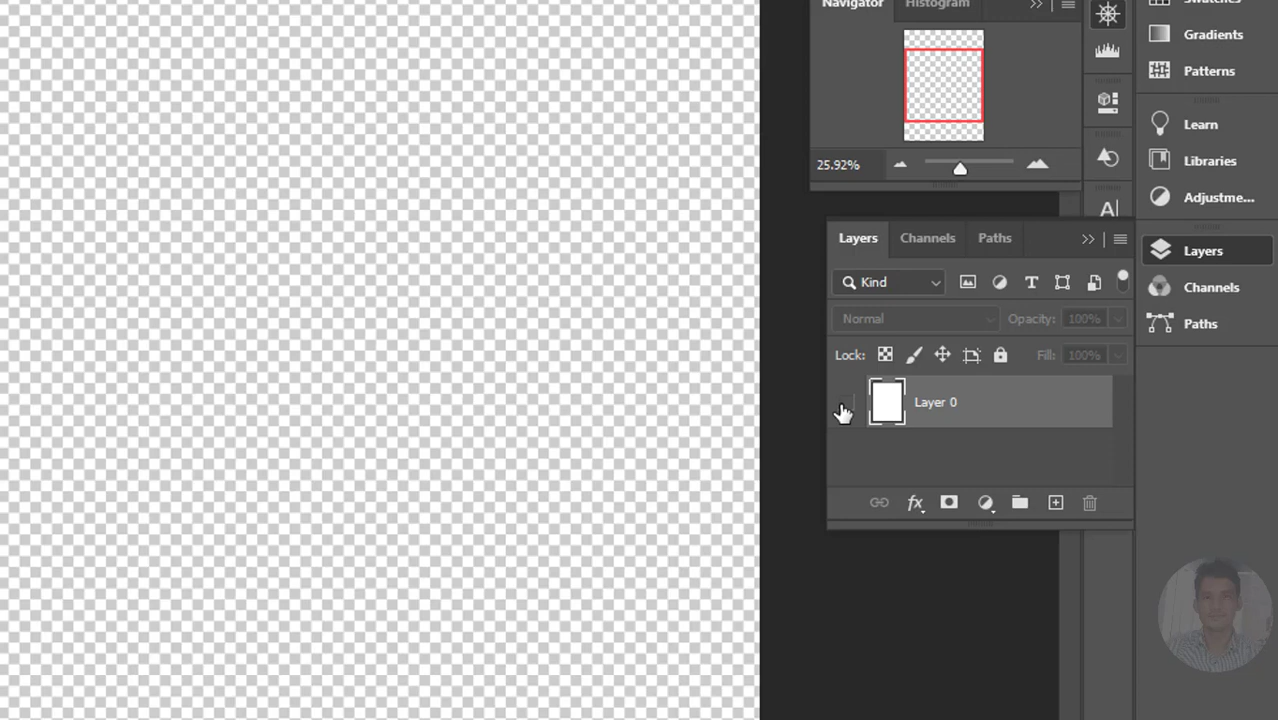 Navigator Histogram
25.92%
Layers Channels Paths
Kind
Normal Opacity: 100%
Lock: Fill: 100%
Layer 0
fx
A
Gradients
Patterns
Learn
Libraries
Adjustme...
Layers
Channels
Paths